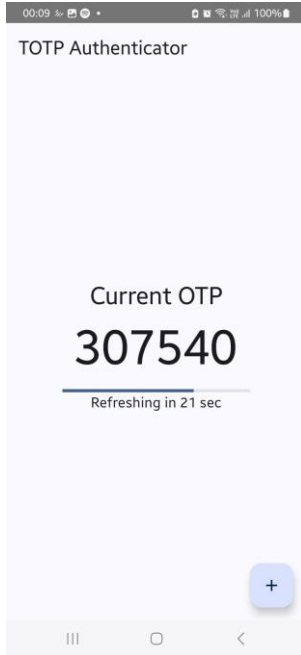 00:09 100%
TOTP Authenticator
Current OTP
307540
Refreshing in 21 sec
+